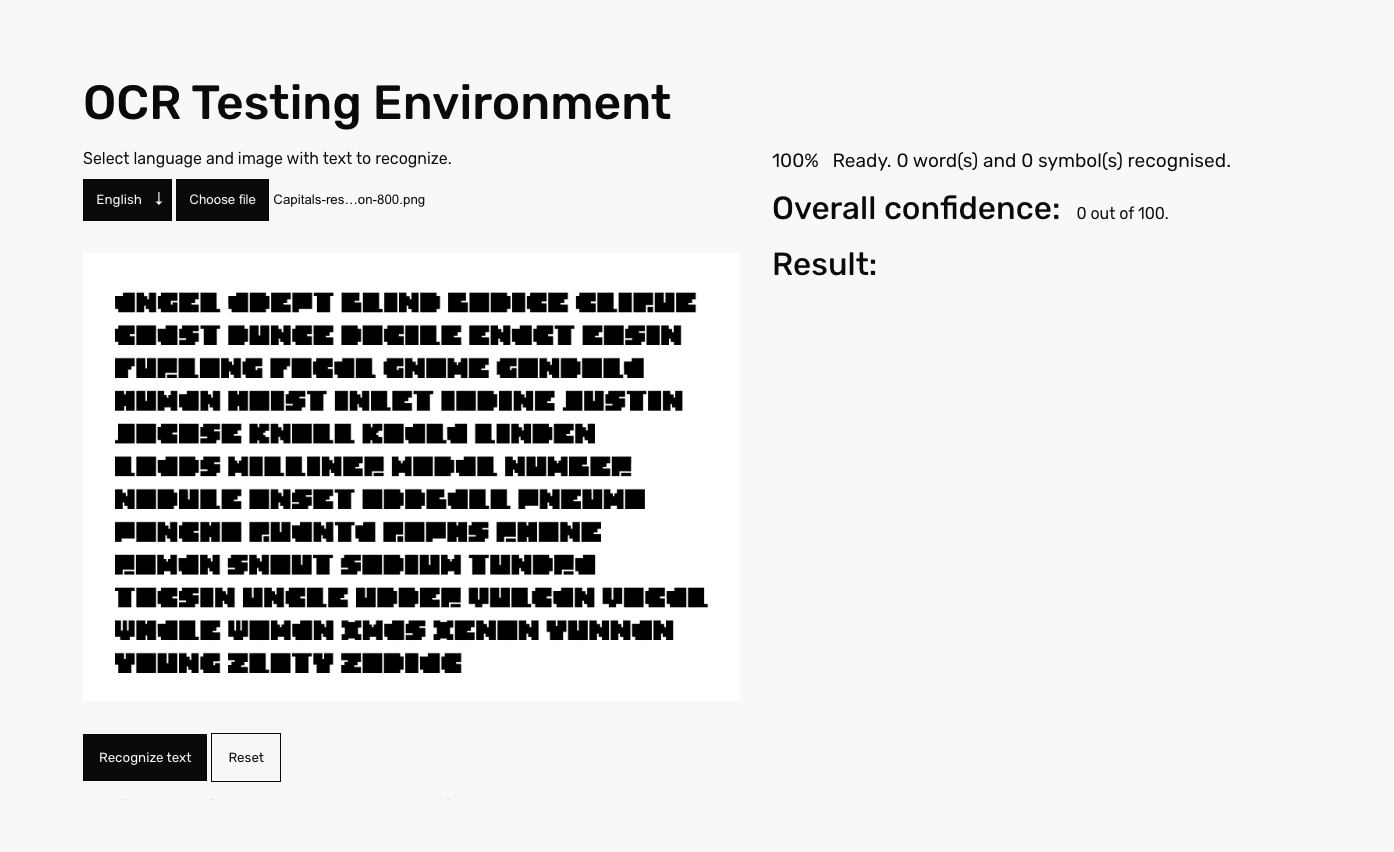 OCR Testing Environment
Select language and image with text to recognize.
English ↓ Choose file Capitals-res…on-800.png
ANGEL ADEPT BLIND BODICE CLIQUE
COAST DUNCE DOCILE ENACT EOSIN
FURLONG FOCAL GNOME GONDOLA
HUMAN HOIST INLET IODINE JUSTIN
JOCOSE KNOLL KOALA LINDEN
LOADS MILLINER MODAL NUMBER
NODULE ONSET ODDBALL PNEUMO
PONCHO QUANTA QOPHS RHONE
ROMAN SNOUT SODIUM TUNDRA
TOCSIN UNCLE UDDER VULCAN VOCAL
WHALE WOMAN XMAS XENON YUNNAN
YOUNG ZLOTY ZODIAC
Recognize text Reset
100% Ready. 0 word(s) and 0 symbol(s) recognised.
Overall confidence: 0 out of 100.
Result: